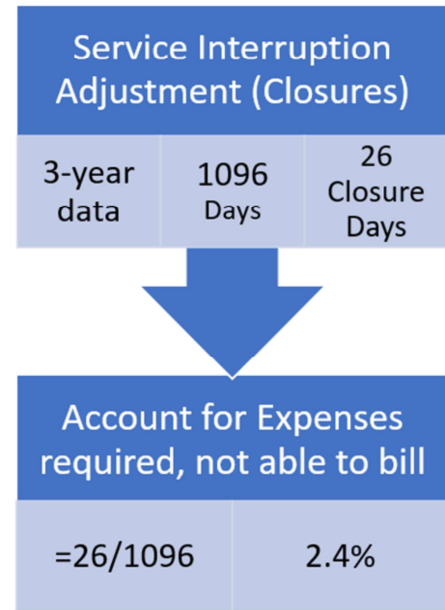 Service Interruption
Adjustment (Closures)
3-year
data
1096
Days
26
Closure
Days
Account for Expenses
required, not able to bill
=26/1096
2.4%